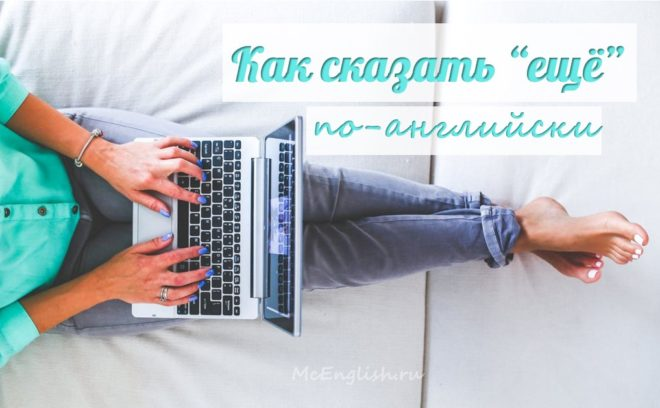 Как сказать “ещё”
по-английски
McEnglish.ru